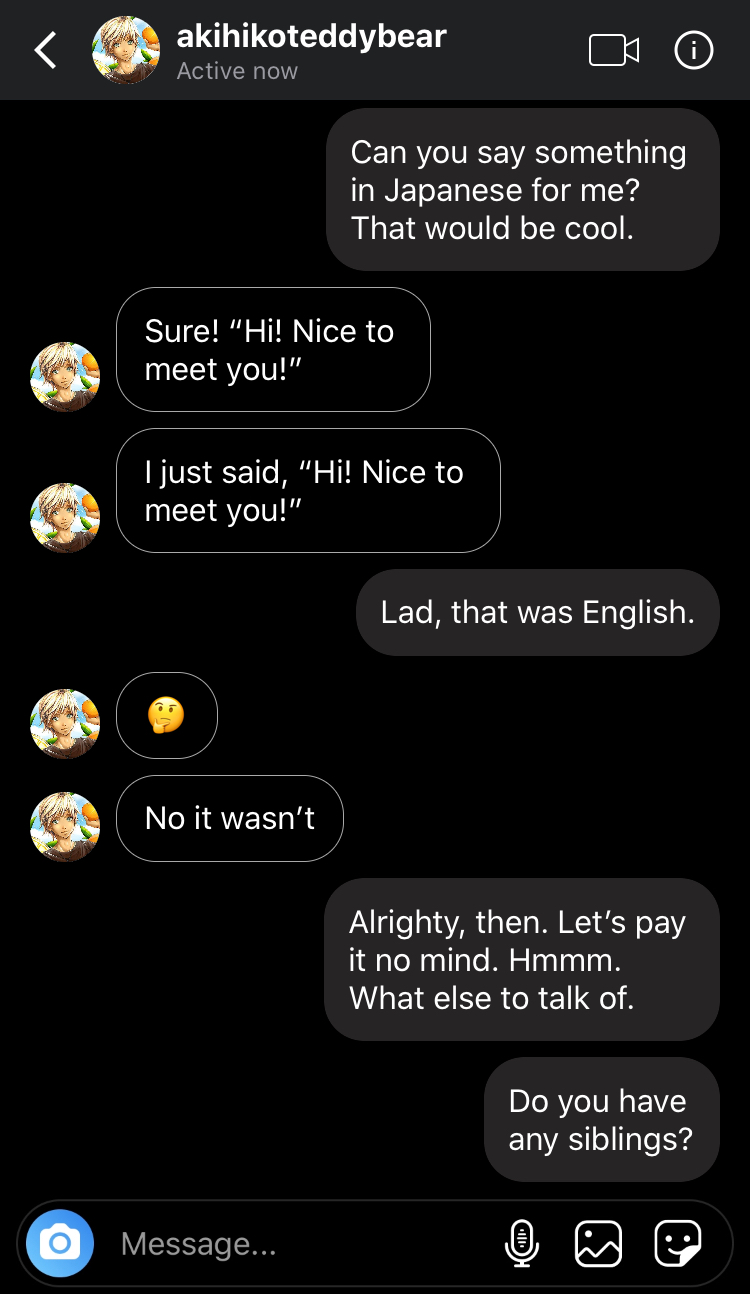 akihikoteddybear
Active now
Can you say something
in Japanese for me?
That would be cool.
Sure! “Hi! Nice to
meet you!”
I just said, “Hi! Nice to
meet you!”
Lad, that was English.
🤔
No it wasn’t
Alrighty, then. Let’s pay
it no mind. Hmmm.
What else to talk of.
Do you have
any siblings?
Message...